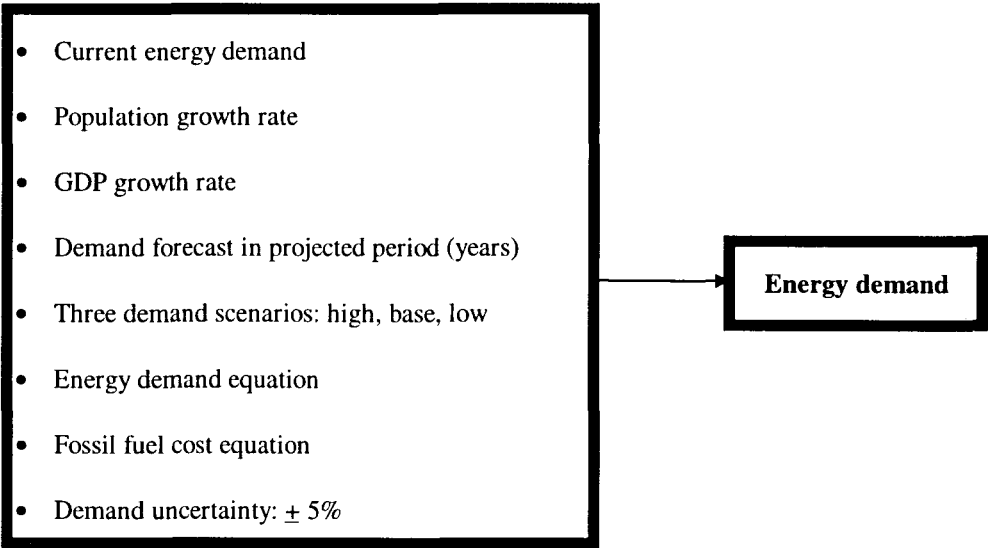 • Current energy demand
• Population growth rate
• GDP growth rate
• Demand forecast in projected period (years)
• Three demand scenarios: high, base, low
• Energy demand equation
• Fossil fuel cost equation
• Demand uncertainty: ± 5%
Energy demand